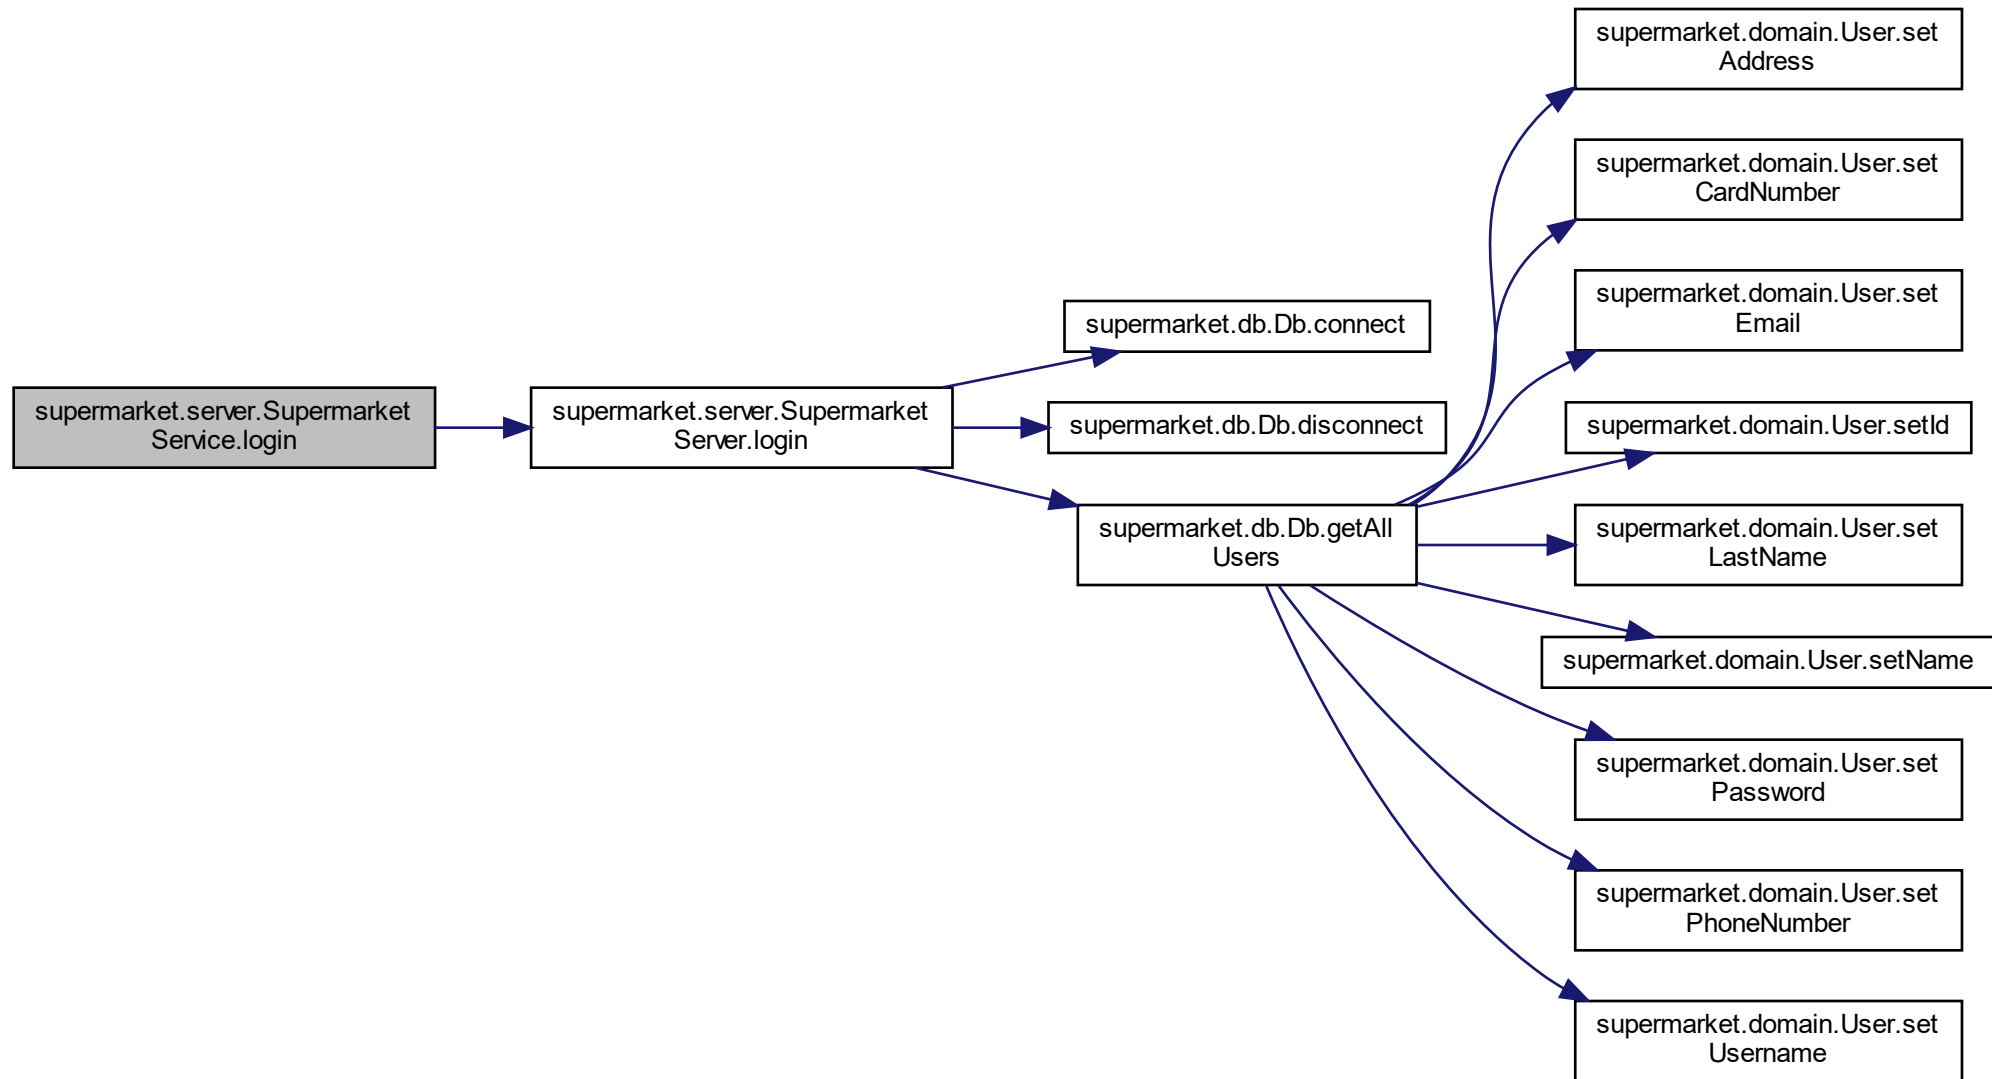 supermarket.server.Supermarket
Service.login
supermarket.server.Supermarket
Server.login
supermarket.db.Db.connect
supermarket.db.Db.disconnect
supermarket.db.Db.getAll
Users
supermarket.domain.User.set
Address
supermarket.domain.User.set
CardNumber
supermarket.domain.User.set
Email
supermarket.domain.User.setId
supermarket.domain.User.set
LastName
supermarket.domain.User.setName
supermarket.domain.User.set
Password
supermarket.domain.User.set
PhoneNumber
supermarket.domain.User.set
Username